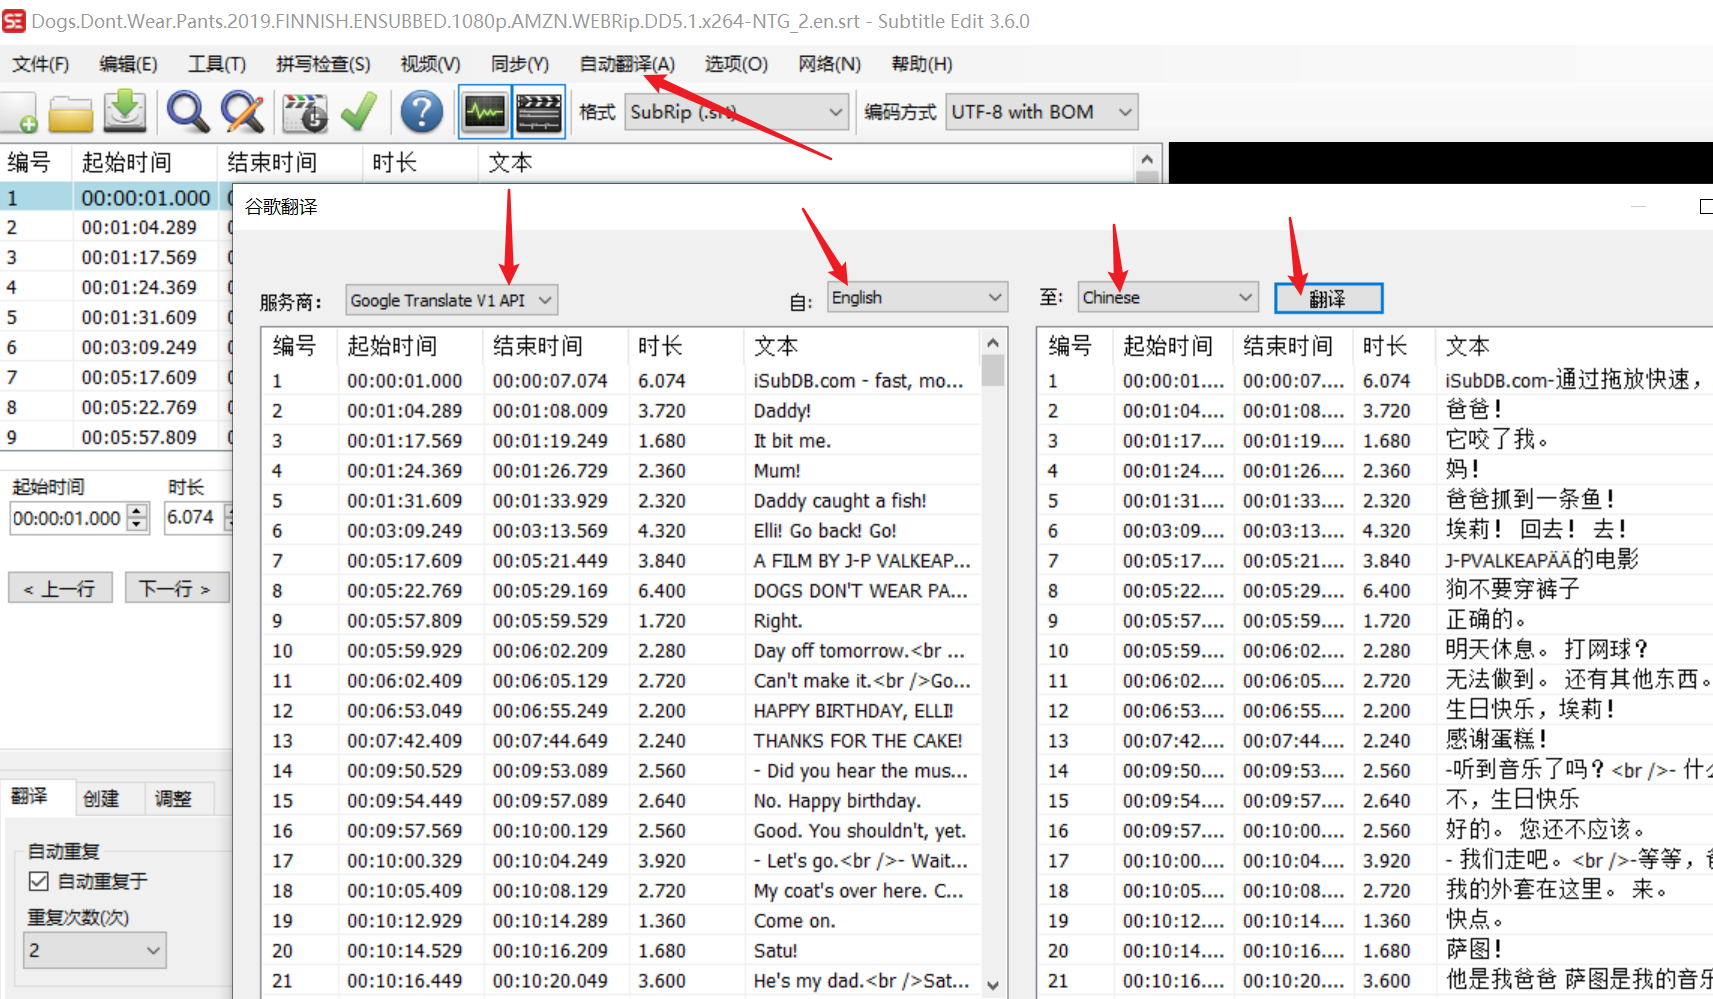 Dogs.Dont.Wear.Pants.2019.FINNISH.ENSUBBED.1080p.AMZN.WEBRip.DD5.1.x264-NTG_2.en.srt - Subtitle Edit 3.6.0
文件(F) 编辑(E) 工具(T) 拼写检查(S) 视频(V) 同步(Y) 自动翻译(A) 选项(O) 网络(N) 帮助(H)
格式 SubRip (.srt) 编码方式 UTF-8 with BOM
编号 起始时间 结束时间 时长 文本
1 00:00:01.000
2 00:01:04.289
3 00:01:17.569
4 00:01:24.369
5 00:01:31.609
6 00:03:09.249
7 00:05:17.609
8 00:05:22.769
9 00:05:57.809
起始时间 时长
00:00:01.000 6.074
< 上一行 下一行 >
翻译 创建 调整
自动重复
自动重复于
重复次数(次)
2
谷歌翻译
服务商: Google Translate V1 API 自: English 至: Chinese 翻译
编号 起始时间 结束时间 时长 文本
1 00:00:01.000 00:00:07.074 6.074 iSubDB.com - fast, mo...
2 00:01:04.289 00:01:08.009 3.720 Daddy!
3 00:01:17.569 00:01:19.249 1.680 It bit me.
4 00:01:24.369 00:01:26.729 2.360 Mum!
5 00:01:31.609 00:01:33.929 2.320 Daddy caught a fish!
6 00:03:09.249 00:03:13.569 4.320 Elli! Go back! Go!
7 00:05:17.609 00:05:21.449 3.840 A FILM BY J-P VALKEAP...
8 00:05:22.769 00:05:29.169 6.400 DOGS DON'T WEAR PA...
9 00:05:57.809 00:05:59.529 1.720 Right.
10 00:05:59.929 00:06:02.209 2.280 Day off tomorrow.<br ...
11 00:06:02.409 00:06:05.129 2.720 Can't make it.<br />Go...
12 00:06:53.049 00:06:55.249 2.200 HAPPY BIRTHDAY, ELLI!
13 00:07:42.409 00:07:44.649 2.240 THANKS FOR THE CAKE!
14 00:09:50.529 00:09:53.089 2.560 - Did you hear the mus...
15 00:09:54.449 00:09:57.089 2.640 No. Happy birthday.
16 00:09:57.569 00:10:00.129 2.560 Good. You shouldn't, yet.
17 00:10:00.329 00:10:04.249 3.920 - Let's go.<br />- Wait...
18 00:10:05.409 00:10:08.129 2.720 My coat's over here. C...
19 00:10:12.929 00:10:14.289 1.360 Come on.
20 00:10:14.529 00:10:16.209 1.680 Satu!
21 00:10:16.449 00:10:20.049 3.600 He's my dad.<br />Sat...
编号 起始时间 结束时间 时长 文本
1 00:00:01.... 00:00:07.... 6.074 iSubDB.com-通过拖放快速，
2 00:01:04.... 00:01:08.... 3.720 爸爸！
3 00:01:17.... 00:01:19.... 1.680 它咬了我。
4 00:01:24.... 00:01:26.... 2.360 妈！
5 00:01:31.... 00:01:33.... 2.320 爸爸抓到一条鱼！
6 00:03:09.... 00:03:13.... 4.320 埃莉！ 回去！ 去！
7 00:05:17.... 00:05:21.... 3.840 J-PVALKEAPÄÄ的电影
8 00:05:22.... 00:05:29.... 6.400 狗不要穿裤子
9 00:05:57.... 00:05:59.... 1.720 正确的。
10 00:05:59.... 00:06:02.... 2.280 明天休息。 打网球？
11 00:06:02.... 00:06:05.... 2.720 无法做到。 还有其他东西。
12 00:06:53.... 00:06:55.... 2.200 生日快乐，埃莉！
13 00:07:42.... 00:07:44.... 2.240 感谢蛋糕！
14 00:09:50.... 00:09:53.... 2.560 -听到音乐了吗？<br />- 什
15 00:09:54.... 00:09:57.... 2.640 不，生日快乐
16 00:09:57.... 00:10:00.... 2.560 好的。 您还不应该。
17 00:10:00.... 00:10:04.... 3.920 - 我们走吧。<br />-等等，
18 00:10:05.... 00:10:08.... 2.720 我的外套在这里。 来。
19 00:10:12.... 00:10:14.... 1.360 快点。
20 00:10:14.... 00:10:16.... 1.680 萨图！
21 00:10:16.... 00:10:20.... 3.600 他是我爸爸 萨图是我的音乐